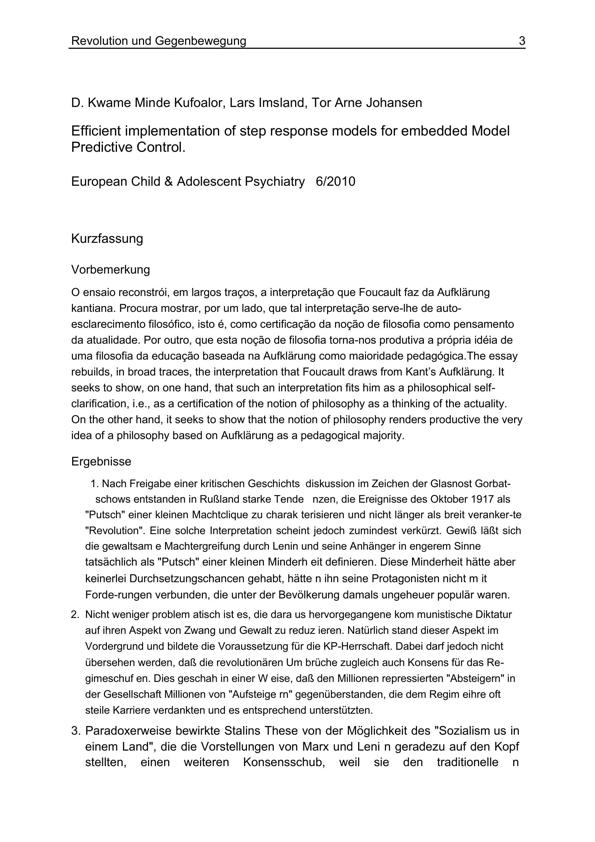 Revolution und Gegenbewegung 3
D. Kwame Minde Kufoalor, Lars Imsland, Tor Arne Johansen
Efficient implementation of step response models for embedded Model
Predictive Control.
European Child & Adolescent Psychiatry 6/2010
Kurzfassung
Vorbemerkung
O ensaio reconstrói, em largos traços, a interpretação que Foucault faz da Aufklärung
kantiana. Procura mostrar, por um lado, que tal interpretação serve-lhe de auto-
esclarecimento filosófico, isto é, como certificação da noção de filosofia como pensamento
da atualidade. Por outro, que esta noção de filosofia torna-nos produtiva a própria idéia de
uma filosofia da educação baseada na Aufklärung como maioridade pedagógica.The essay
rebuilds, in broad traces, the interpretation that Foucault draws from Kant's Aufklärung. It
seeks to show, on one hand, that such an interpretation fits him as a philosophical self-
clarification, i.e., as a certification of the notion of philosophy as a thinking of the actuality.
On the other hand, it seeks to show that the notion of philosophy renders productive the very
idea of a philosophy based on Aufklärung as a pedagogical majority.
Ergebnisse
1. Nach Freigabe einer kritischen Geschichts diskussion im Zeichen der Glasnost Gorbat-
schows entstanden in Rußland starke Tende nzen, die Ereignisse des Oktober 1917 als
"Putsch" einer kleinen Machtclique zu charak terisieren und nicht länger als breit veranker-te
"Revolution". Eine solche Interpretation scheint jedoch zumindest verkürzt. Gewiß läßt sich
die gewaltsam e Machtergreifung durch Lenin und seine Anhänger in engerem Sinne
tatsächlich als "Putsch" einer kleinen Minderh eit definieren. Diese Minderheit hätte aber
keinerlei Durchsetzungschancen gehabt, hätte n ihn seine Protagonisten nicht m it
Forde-rungen verbunden, die unter der Bevölkerung damals ungeheuer populär waren.
2. Nicht weniger problem atisch ist es, die dara us hervorgegangene kom munistische Diktatur
auf ihren Aspekt von Zwang und Gewalt zu reduz ieren. Natürlich stand dieser Aspekt im
Vordergrund und bildete die Voraussetzung für die KP-Herrschaft. Dabei darf jedoch nicht
übersehen werden, daß die revolutionären Um brüche zugleich auch Konsens für das Re-
gimeschuf en. Dies geschah in einer W eise, daß den Millionen repressierten "Absteigern" in
der Gesellschaft Millionen von "Aufsteige rn" gegenüberstanden, die dem Regim eihre oft
steile Karriere verdankten und es entsprechend unterstützten.
3. Paradoxerweise bewirkte Stalins These von der Möglichkeit des "Sozialism us in
einem Land", die die Vorstellungen von Marx und Leni n geradezu auf den Kopf
stellten, einen weiteren Konsensschub, weil sie den traditionelle n